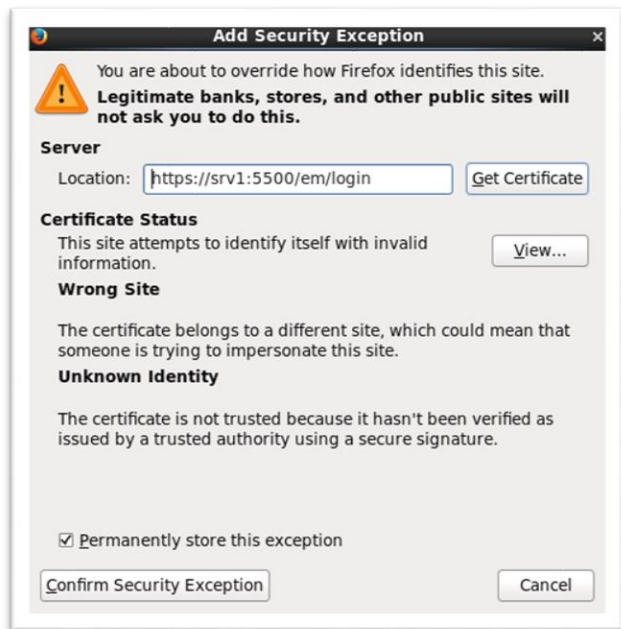 Add Security Exception
You are about to override how Firefox identifies this site.
Legitimate banks, stores, and other public sites will
not ask you to do this.
Server
Location: https://srv1:5500/em/login Get Certificate
Certificate Status
This site attempts to identify itself with invalid
information.
View...
Wrong Site
The certificate belongs to a different site, which could mean that
someone is trying to impersonate this site.
Unknown Identity
The certificate is not trusted because it hasn't been verified as
issued by a trusted authority using a secure signature.
Permanently store this exception
Confirm Security Exception Cancel